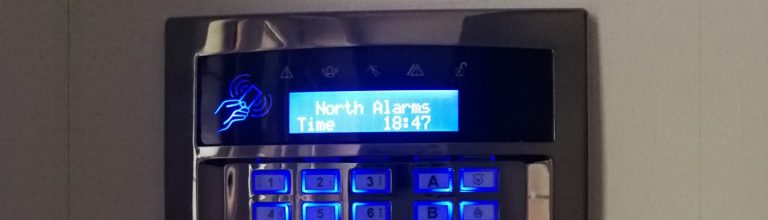 North Alarms
Time 18:47
1 2 3 A
4 5 6 B